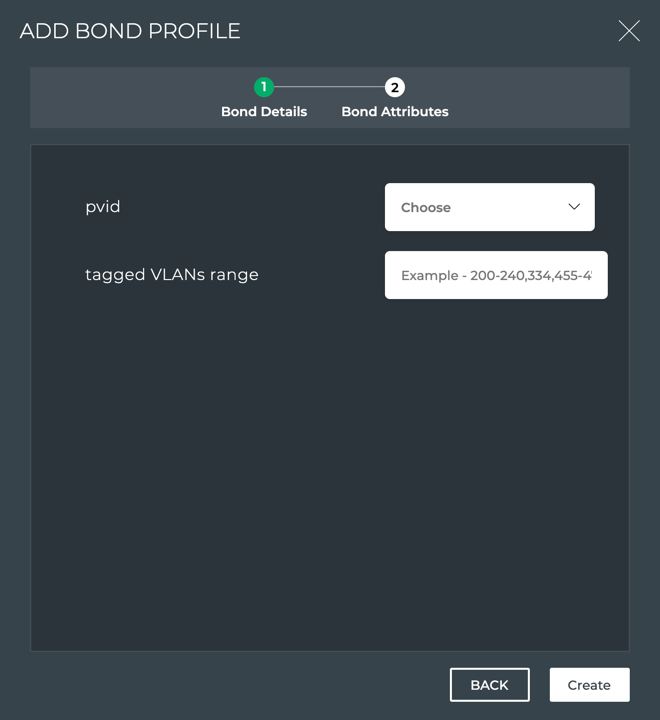 ADD BOND PROFILE
1 2
Bond Details Bond Attributes
pvid Choose
tagged VLANs range Example - 200-240,334,455-4
BACK Create